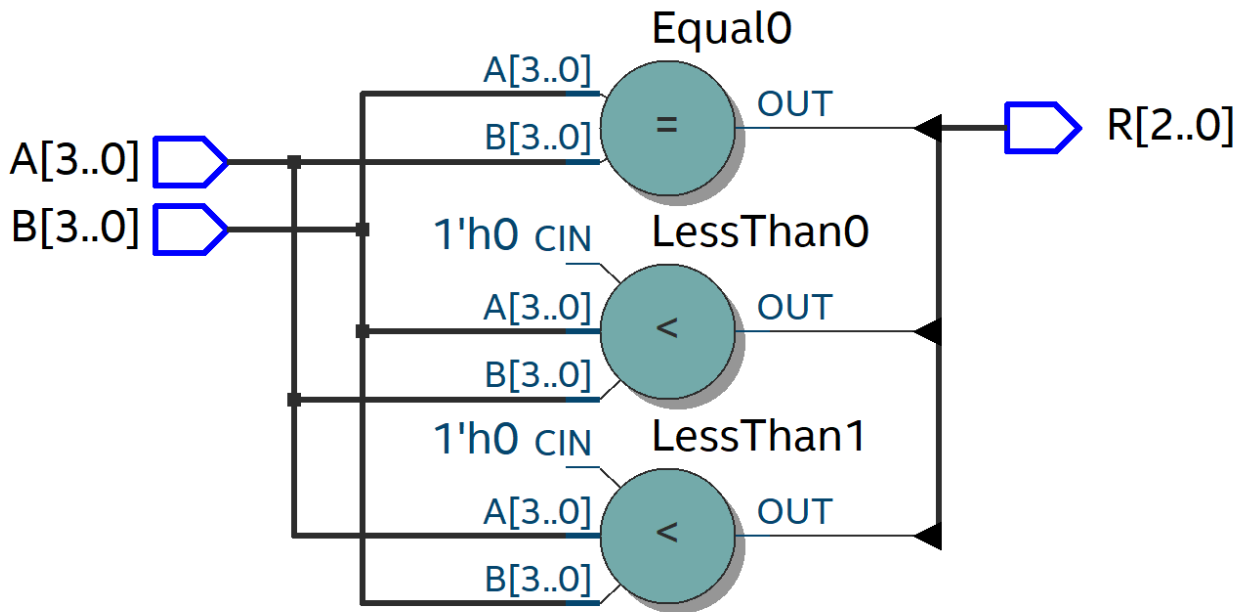 Equal0
A[3..0]
B[3..0]
=
OUT
A[3..0]
B[3..0]
R[2..0]
LessThan0
1'h0 CIN
A[3..0]
B[3..0]
<
OUT
LessThan1
1'h0 CIN
A[3..0]
B[3..0]
<
OUT